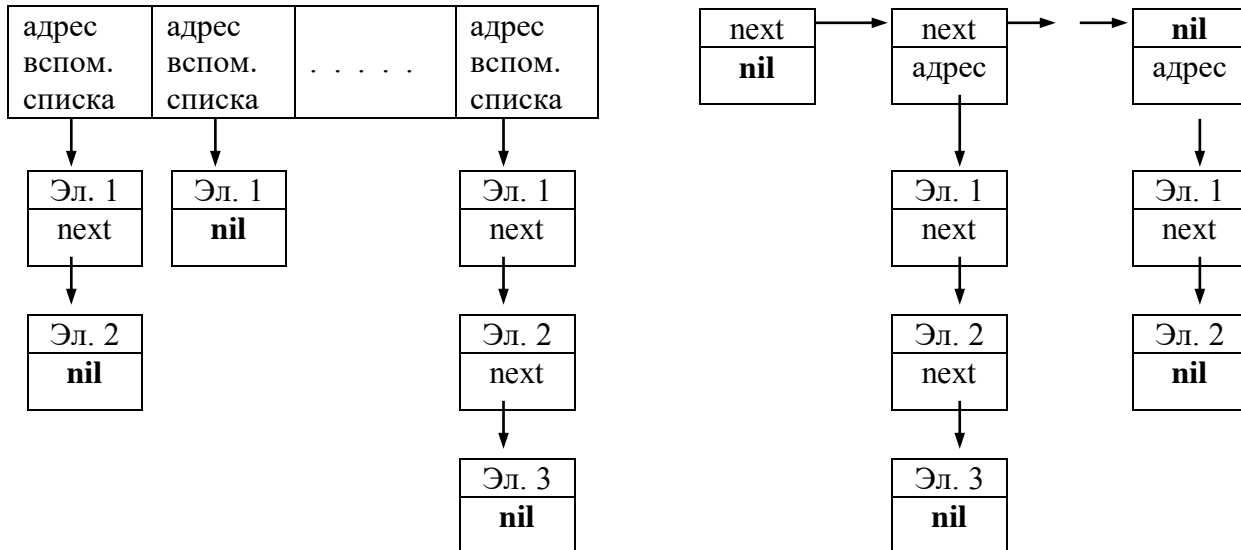 адрес
вспом.
списка
адрес
вспом.
списка
. . . . .
адрес
вспом.
списка
Эл. 1
next
Эл. 1
nil
Эл. 1
next
Эл. 2
nil
Эл. 2
next
Эл. 3
nil
next
nil
next
адрес
nil
адрес
Эл. 1
next
Эл. 1
next
Эл. 2
next
Эл. 2
nil
Эл. 3
nil